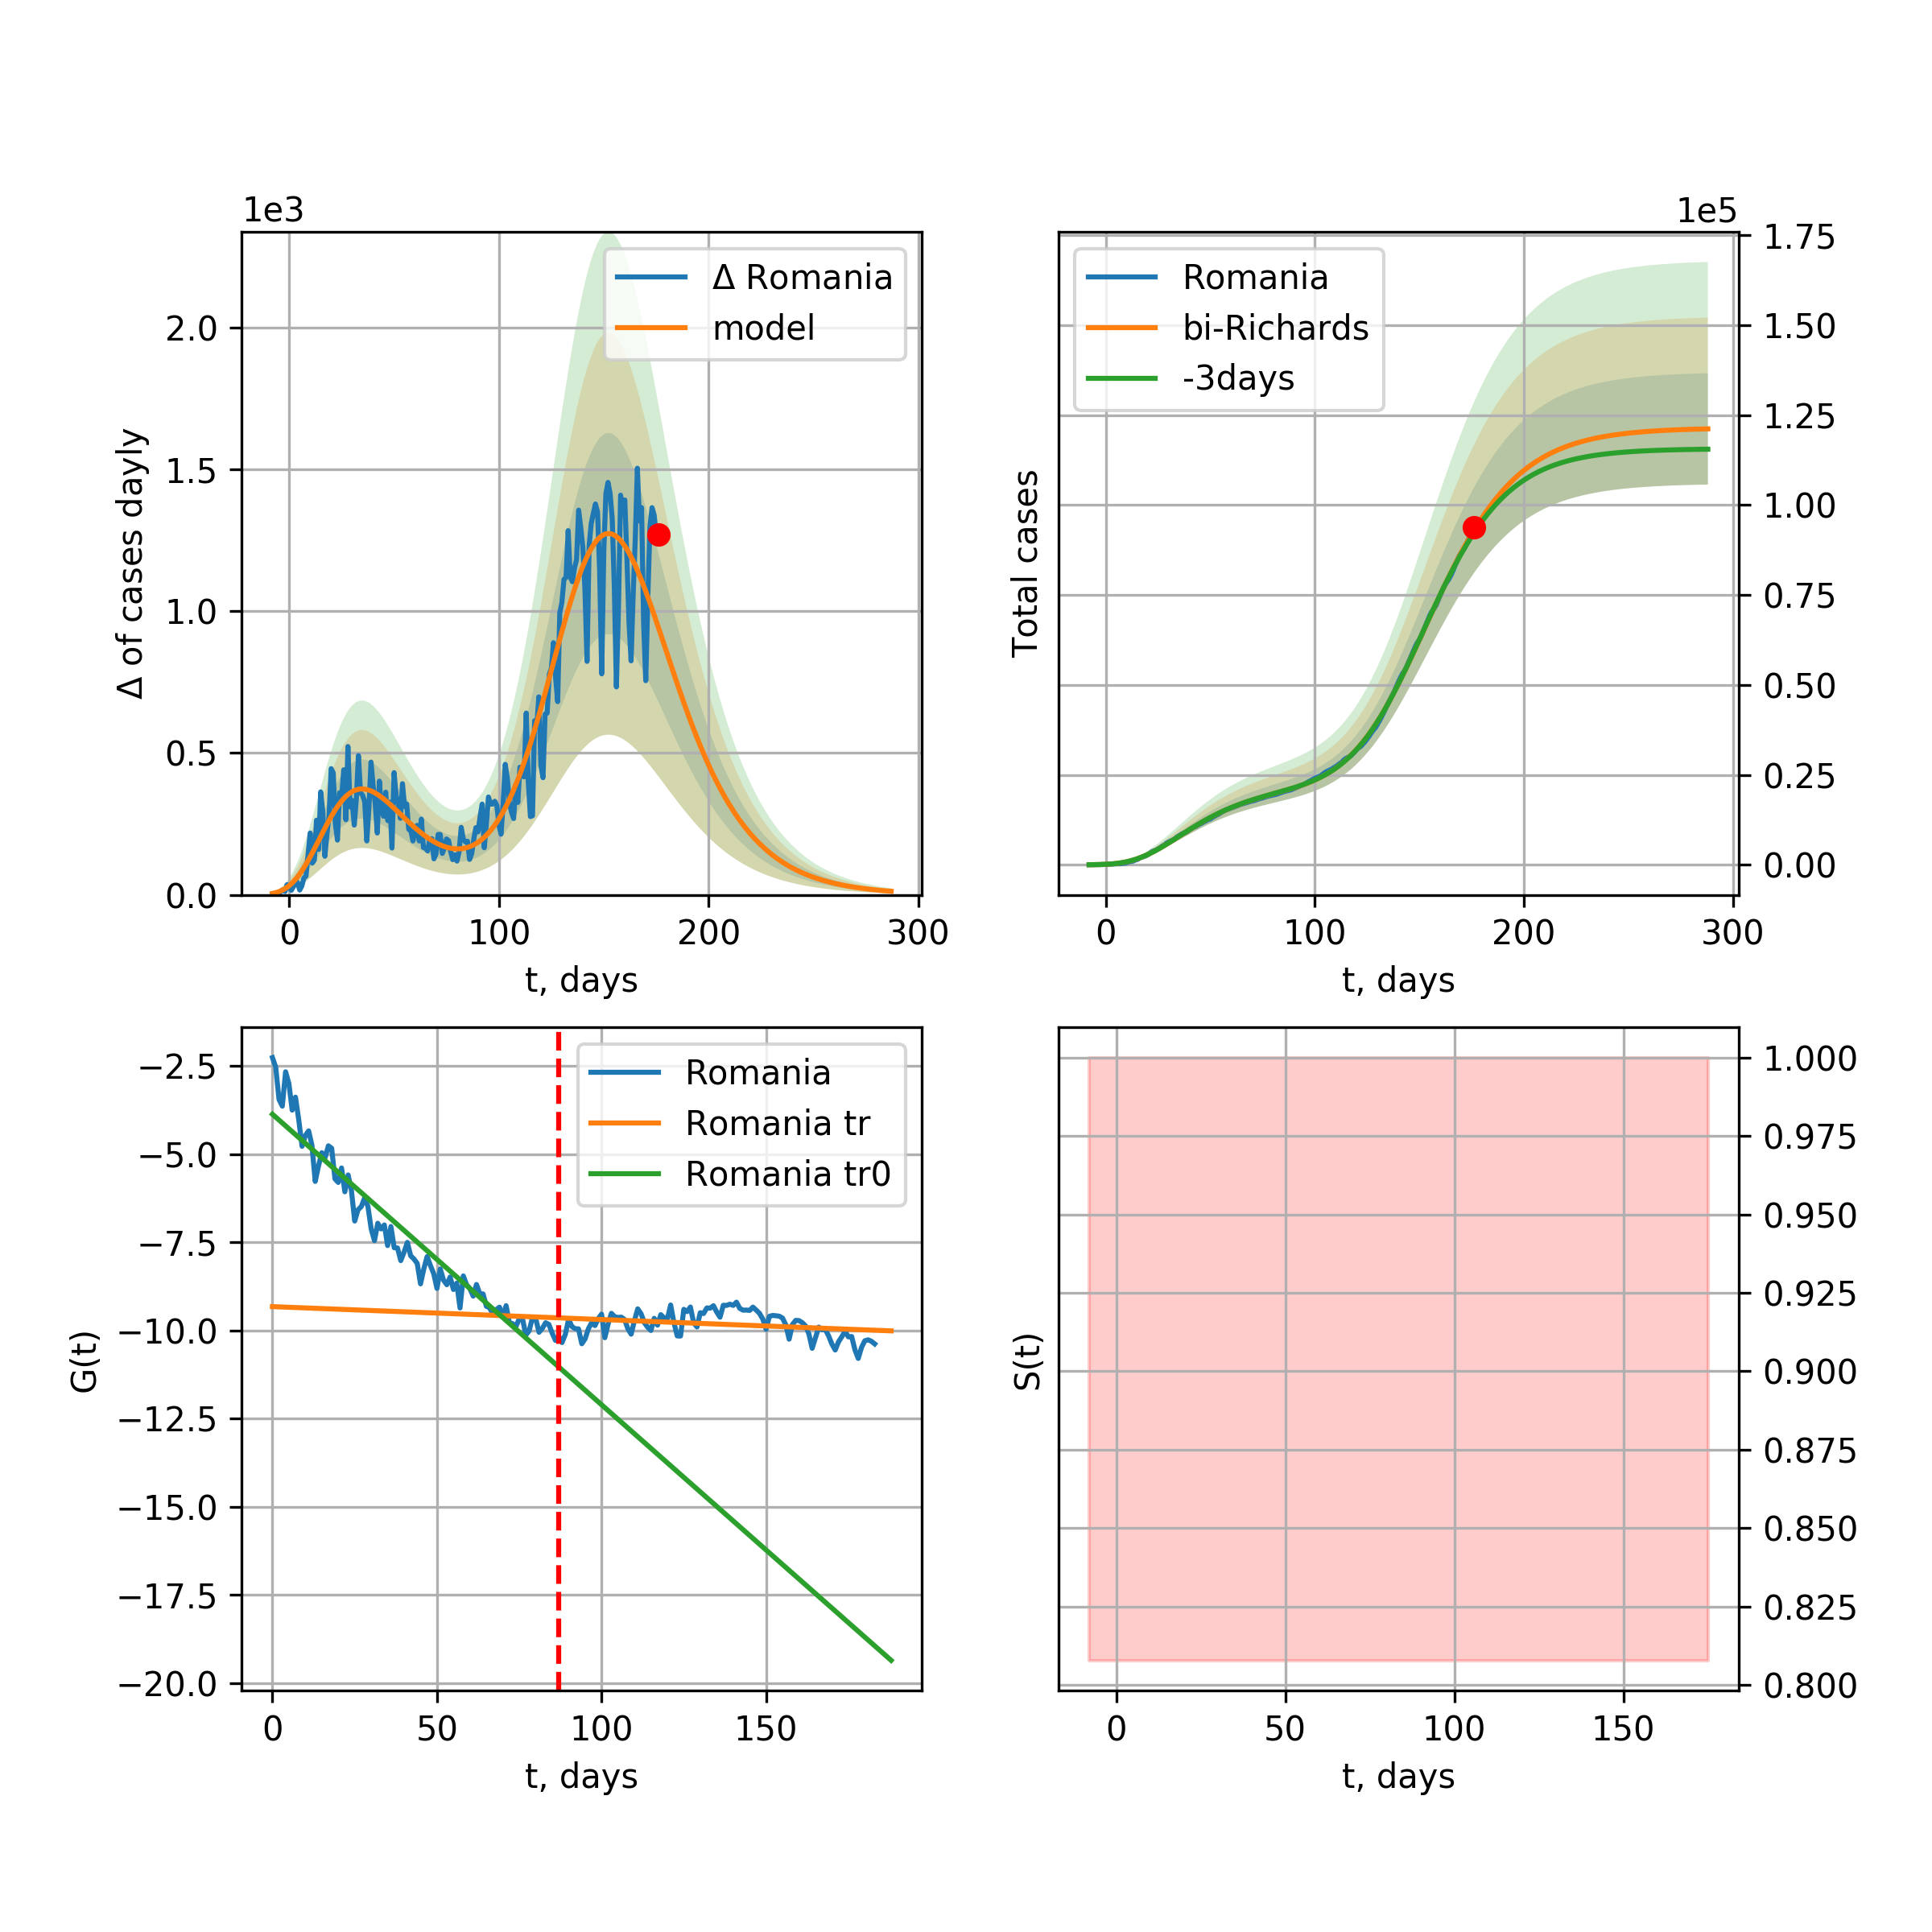 1e3
Δ of cases dayly
2.0
1.5
1.0
0.5
0.0
0 100 200 300
t, days
Δ Romania
model
1e5
Total cases
1.75
1.50
1.25
1.00
0.75
0.50
0.25
0.00
0 100 200 300
t, days
Romania
bi-Richards
-3days
G(t)
−2.5
−5.0
−7.5
−10.0
−12.5
−15.0
−17.5
−20.0
0 50 100 150
t, days
Romania
Romania tr
Romania tr0
S(t)
1.000
0.975
0.950
0.925
0.900
0.875
0.850
0.825
0.800
0 50 100 150
t, days